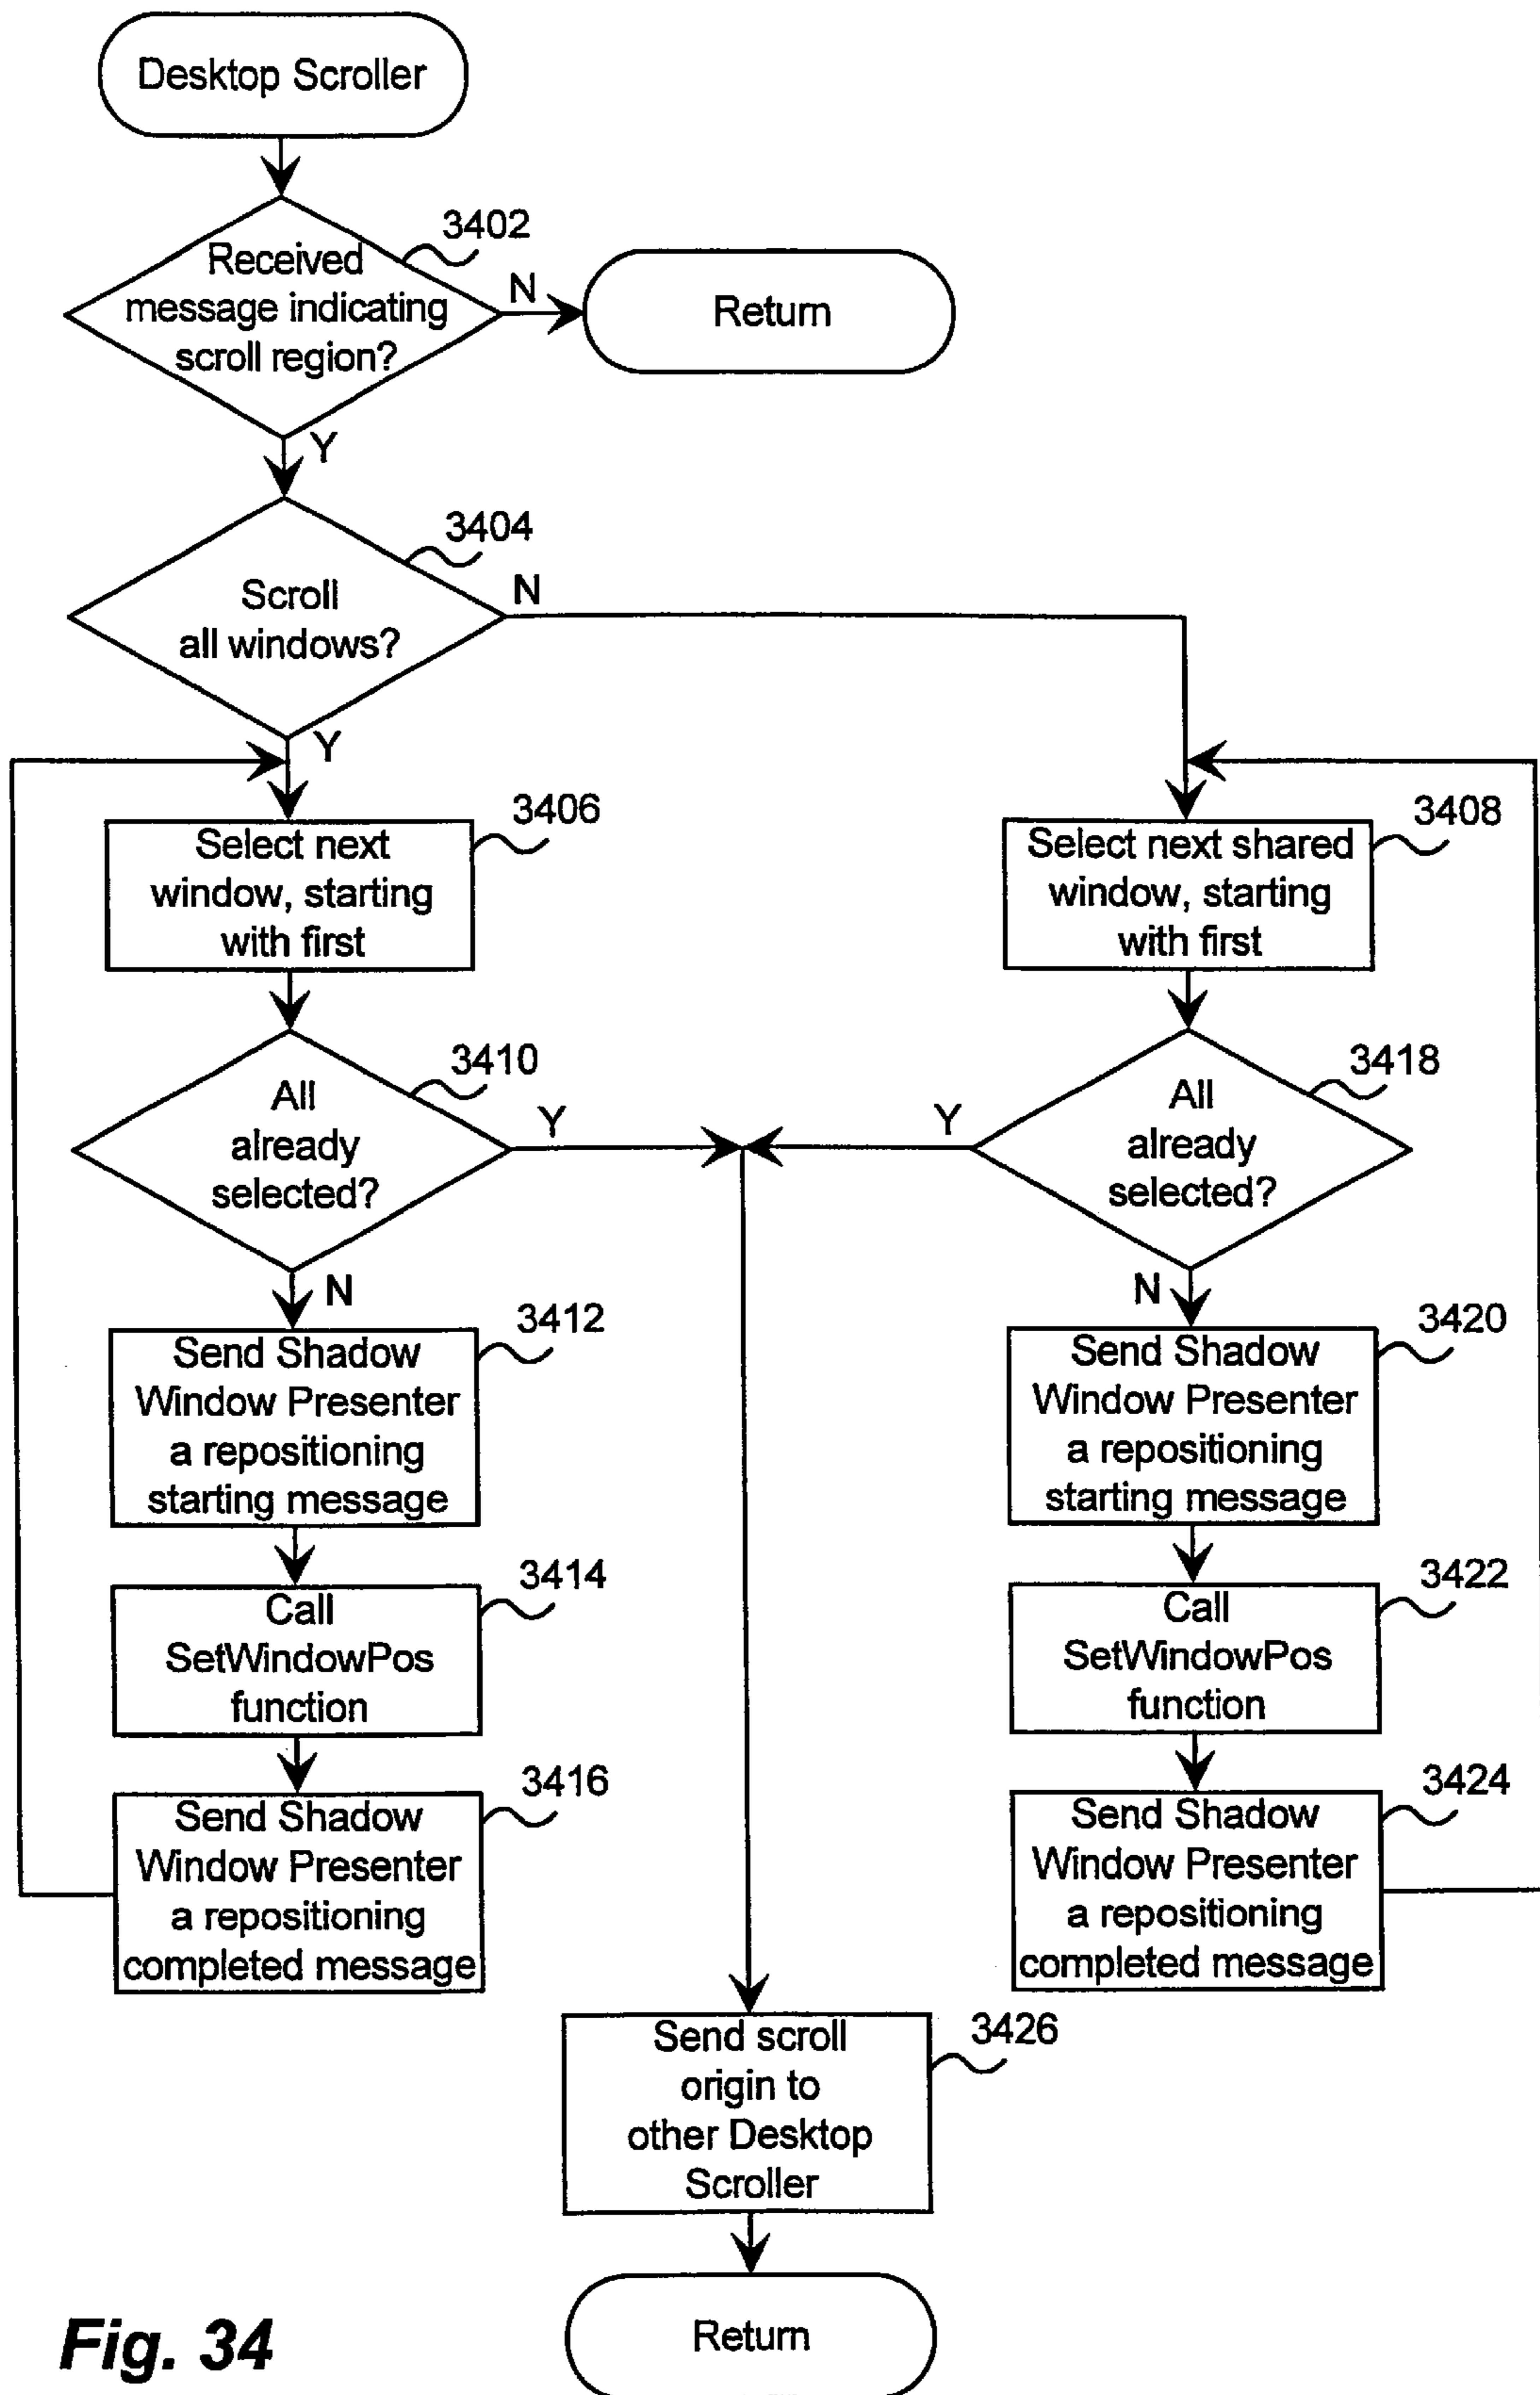 Desktop Scroller
3402
Received
message indicating
scroll region?
N
Return
Y
3404
Scroll
all windows?
N
Y
3406
Select next
window, starting
with first
3408
Select next shared
window, starting
with first
3410
All
already
selected?
Y
3418
All
already
selected?
Y
N
3412
Send Shadow
Window Presenter
a repositioning
starting message
N
3420
Send Shadow
Window Presenter
a repositioning
starting message
3414
Call
SetWindowPos
function
3422
Call
SetWindowPos
function
3416
Send Shadow
Window Presenter
a repositioning
completed message
3424
Send Shadow
Window Presenter
a repositioning
completed message
3426
Send scroll
origin to
other Desktop
Scroller
Return
Fig. 34